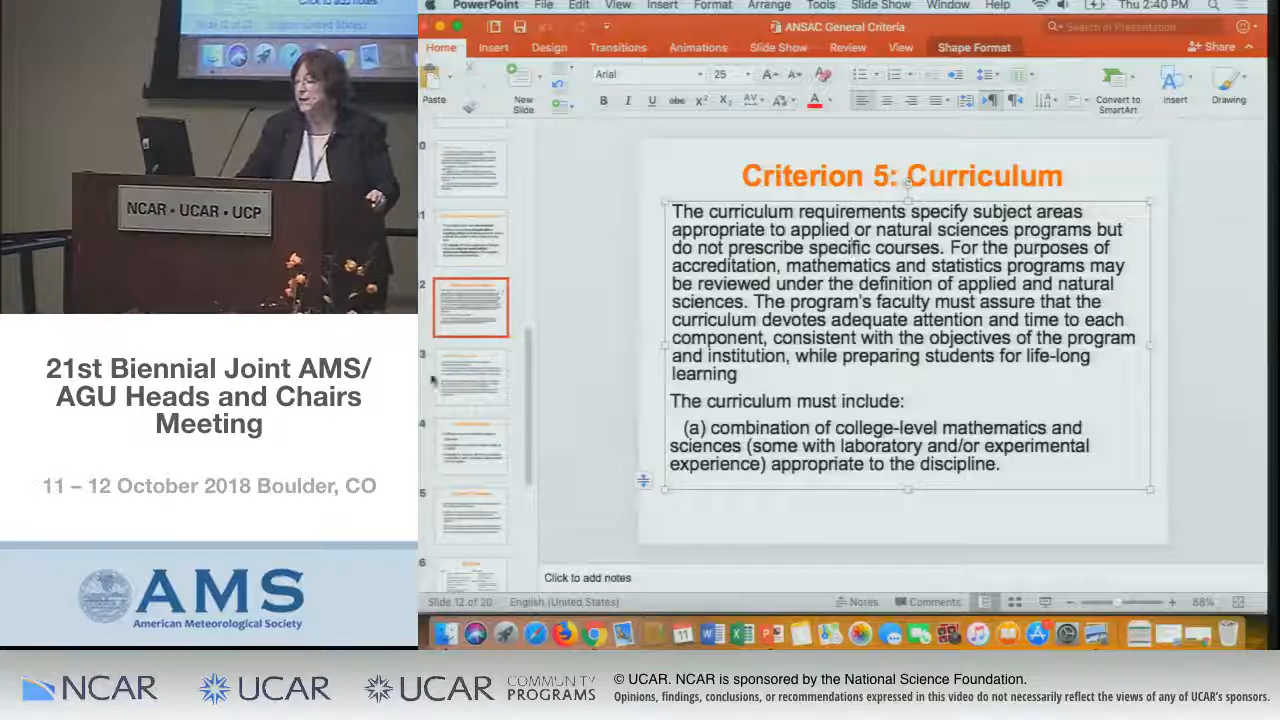 PowerPoint File Edit View Insert Format Arrange Tools Slide Show Window Help Thu 2:40 PM
ANSAC General Criteria
Search in Presentation
Home Insert Design Transitions Animations Slide Show Review View Shape Format Share
Arial 25
Paste New Slide Convert to SmartArt Insert Drawing
Click to add notes
NCAR • UCAR • UCP
Criterion 5: Curriculum
The curriculum requirements specify subject areas
appropriate to applied or natural sciences programs but
do not prescribe specific courses. For the purposes of
accreditation, mathematics and statistics programs may
be reviewed under the definition of applied and natural
sciences. The program's faculty must assure that the
curriculum devotes adequate attention and time to each
component, consistent with the objectives of the program
and institution, while preparing students for life-long
learning
The curriculum must include:
(a) combination of college-level mathematics and
sciences (some with laboratory and/or experimental
experience) appropriate to the discipline.
Click to add notes
Slide 12 of 20 English (United States) Notes Comments 88%
21st Biennial Joint AMS/
AGU Heads and Chairs
Meeting
11 – 12 October 2018 Boulder, CO
AMS
American Meteorological Society
NCAR UCAR UCAR COMMUNITY PROGRAMS
© UCAR. NCAR is sponsored by the National Science Foundation.
Opinions, findings, conclusions, or recommendations expressed in this video do not necessarily reflect the views of any of UCAR's sponsors.